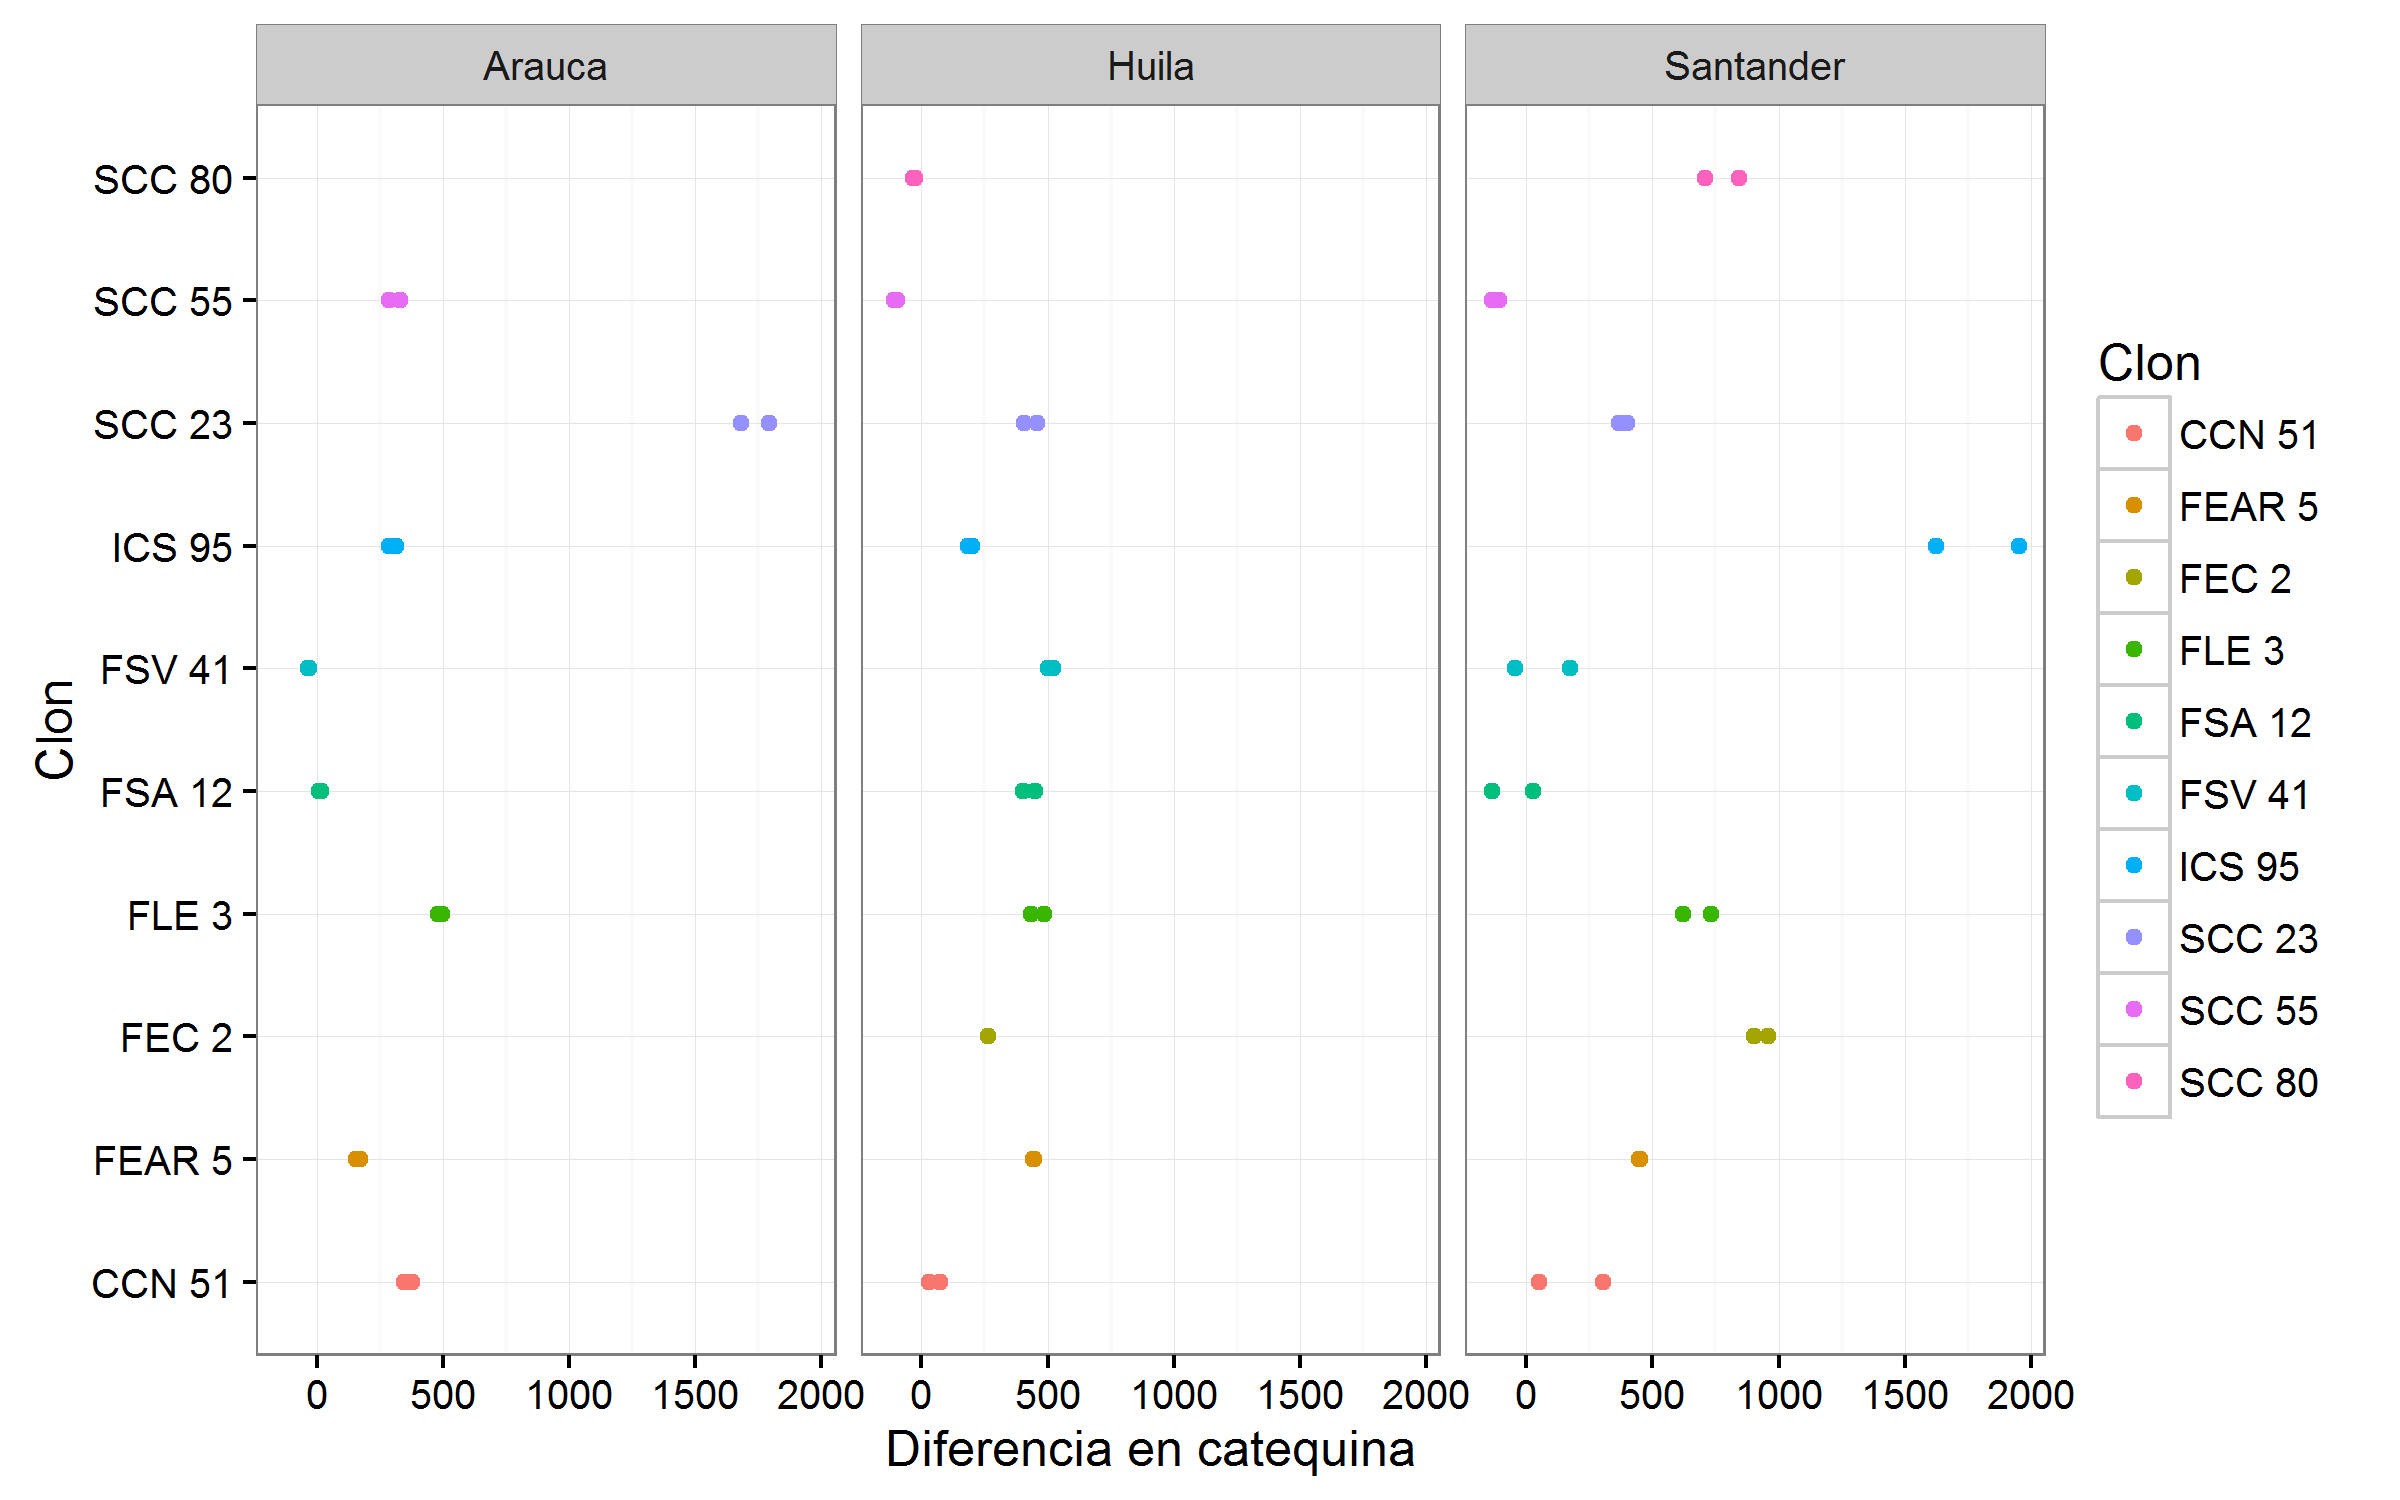 Arauca Huila Santander
SCC 80
SCC 55
SCC 23
ICS 95
FSV 41
FSA 12
FLE 3
FEC 2
FEAR 5
CCN 51
Clon
0 500 1000 1500 2000 0 500 1000 1500 2000 0 500 1000 1500 2000
Diferencia en catequina
Clon
CCN 51
FEAR 5
FEC 2
FLE 3
FSA 12
FSV 41
ICS 95
SCC 23
SCC 55
SCC 80